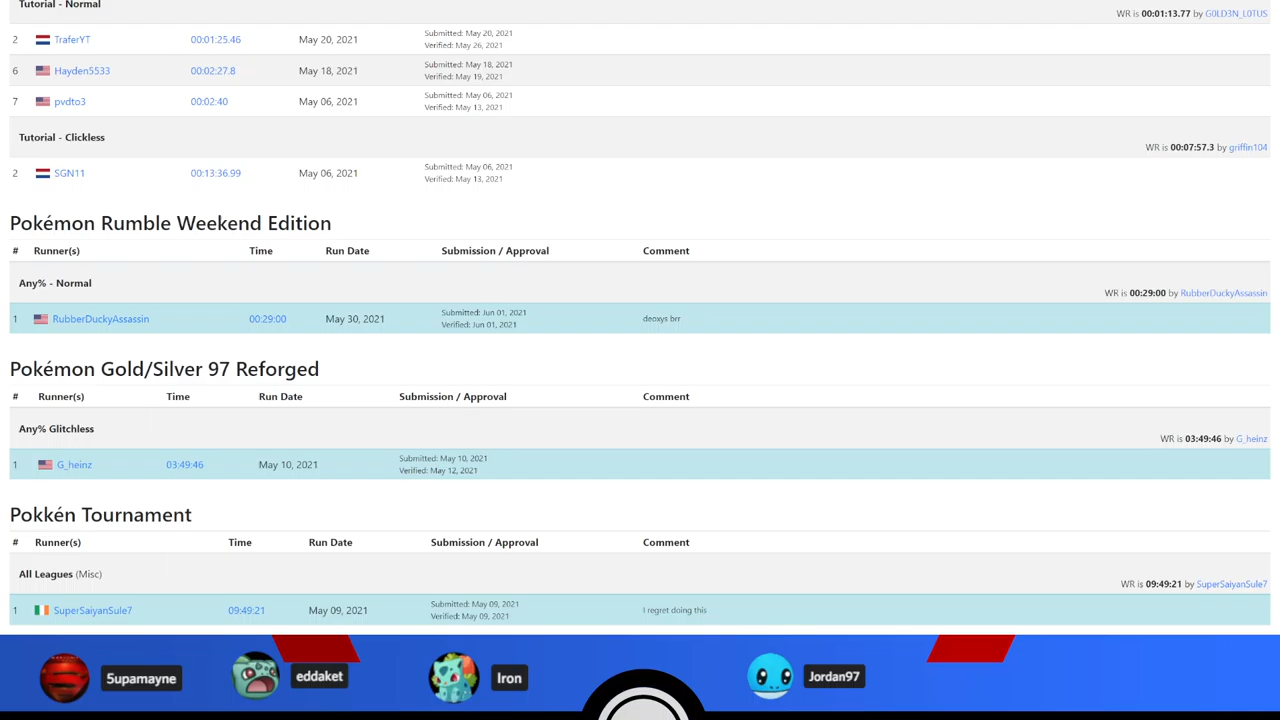 Tutorial - Normal
WR is 00:01:13.77 by G0LD3N_L0TUS
2 TraferYT 00:01:25.46 May 20, 2021 Submitted: May 20, 2021
Verified: May 26, 2021
6 Hayden5533 00:02:27.8 May 18, 2021 Submitted: May 18, 2021
Verified: May 19, 2021
7 pvdto3 00:02:40 May 06, 2021 Submitted: May 06, 2021
Verified: May 13, 2021
Tutorial - Clickless
WR is 00:07:57.3 by griffin104
2 SGN11 00:13:36.99 May 06, 2021 Submitted: May 06, 2021
Verified: May 13, 2021
Pokémon Rumble Weekend Edition
# Runner(s) Time Run Date Submission / Approval Comment
Any% - Normal
WR is 00:29:00 by RubberDuckyAssassin
1 RubberDuckyAssassin 00:29:00 May 30, 2021 Submitted: Jun 01, 2021 deoxys brr
Verified: Jun 01, 2021
Pokémon Gold/Silver 97 Reforged
# Runner(s) Time Run Date Submission / Approval Comment
Any% Glitchless
WR is 03:49:46 by G_heinz
1 G_heinz 03:49:46 May 10, 2021 Submitted: May 10, 2021
Verified: May 12, 2021
Pokkén Tournament
# Runner(s) Time Run Date Submission / Approval Comment
All Leagues (Misc)
WR is 09:49:21 by SuperSaiyanSule7
1 SuperSaiyanSule7 09:49:21 May 09, 2021 Submitted: May 09, 2021 I regret doing this
Verified: May 09, 2021
5upamayne eddaket Iron Jordan97